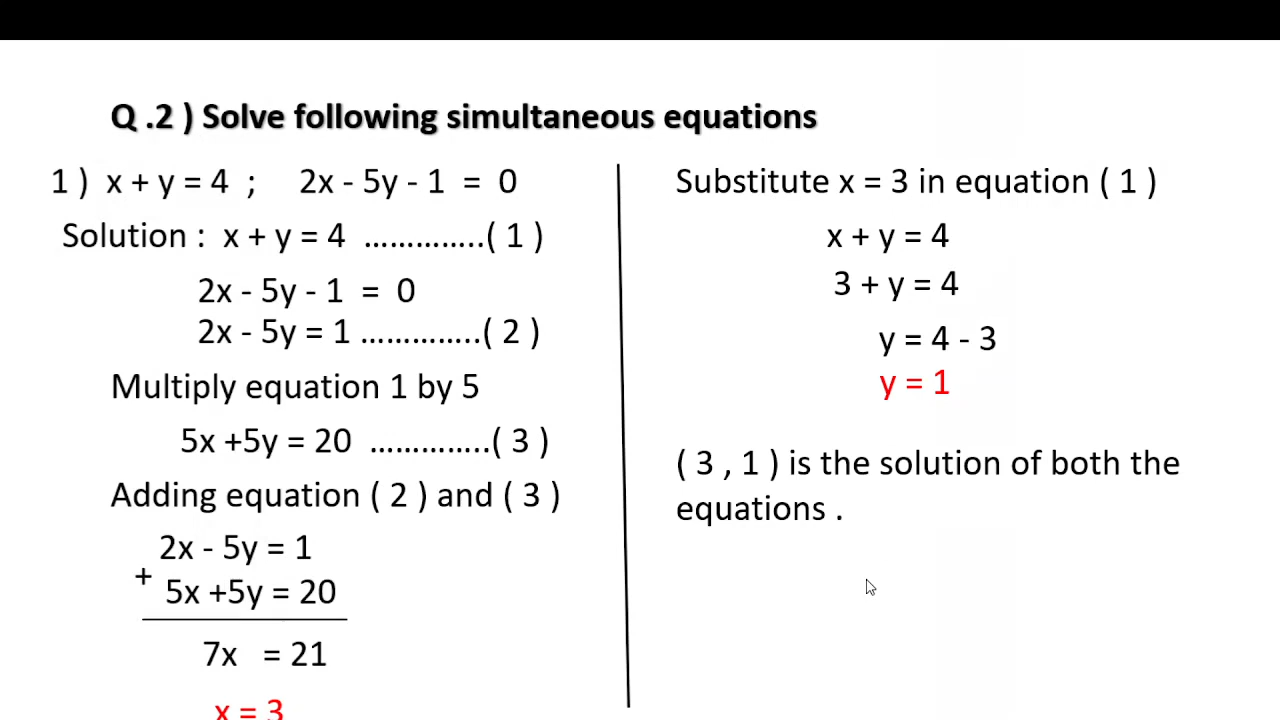 Q .2 ) Solve following simultaneous equations
1 ) x + y = 4 ; 2x - 5y - 1 = 0
Solution : x + y = 4 …………..( 1 )
2x - 5y - 1 = 0
2x - 5y = 1 …………..( 2 )
Multiply equation 1 by 5
5x +5y = 20 …………..( 3 )
Adding equation ( 2 ) and ( 3 )
2x - 5y = 1
+
5x +5y = 20
7x = 21
x = 3
Substitute x = 3 in equation ( 1 )
x + y = 4
3 + y = 4
y = 4 - 3
y = 1
( 3 , 1 ) is the solution of both the
equations .